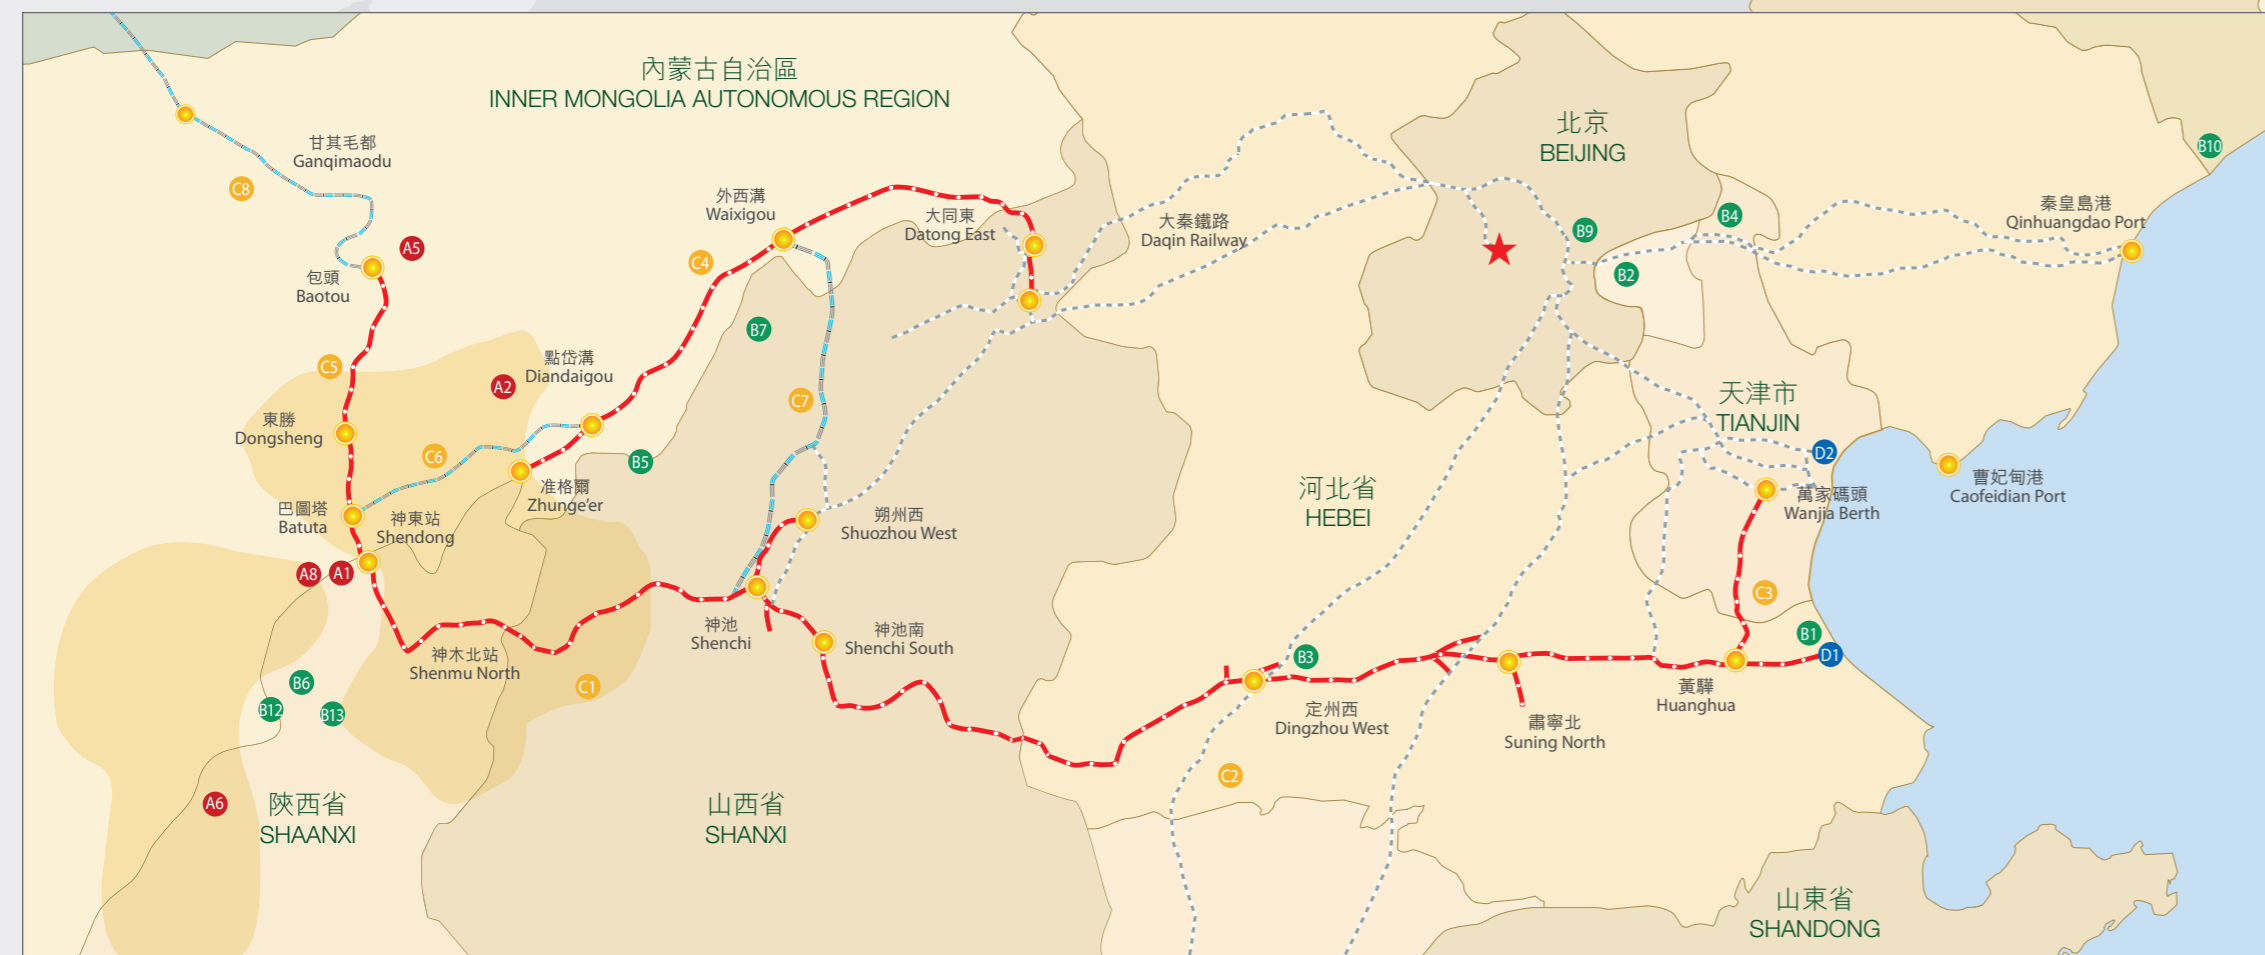 內蒙古自治區
INNER MONGOLIA AUTONOMOUS REGION
北京
BEIJING
B10
甘其毛都
Ganqimaodu
C8
外西溝
Waixigou
大同東
Datong East
大秦鐵路
Daqin Railway
B9
B4
秦皇島港
Qinhuangdao Port
A5
包頭
Baotou
C4
B2
B7
C5
A2
點岱溝
Diandaigou
C7
天津市
TIANJIN
東勝
Dongsheng
C6
B5
D2
准格爾
Zhunge'er
河北省
HEBEI
萬家碼頭
Wanjia Berth
曹妃甸港
Caofeidian Port
巴圖塔
Batuta
神東站
Shendong
朔州西
Shuozhou West
A8
A1
C3
神池
Shenchi
神池南
Shenchi South
B1
D1
神木北站
Shenmu North
B3
C1
B6
B12
B13
定州西
Dingzhou West
肅寧北
Suning North
黃驊
Huanghua
C2
A6
陝西省
SHAANXI
山西省
SHANXI
山東省
SHANDONG